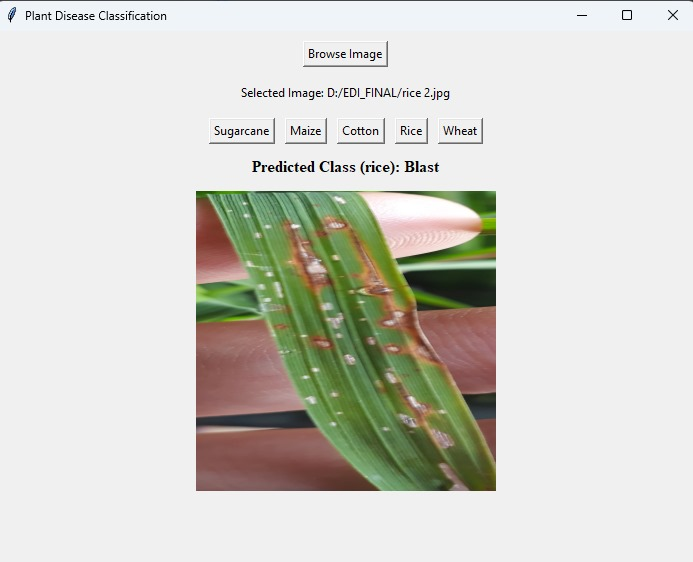 Plant Disease Classification
Browse Image
Selected Image: D:/EDI_FINAL/rice 2.jpg
Sugarcane Maize Cotton Rice Wheat
Predicted Class (rice): Blast